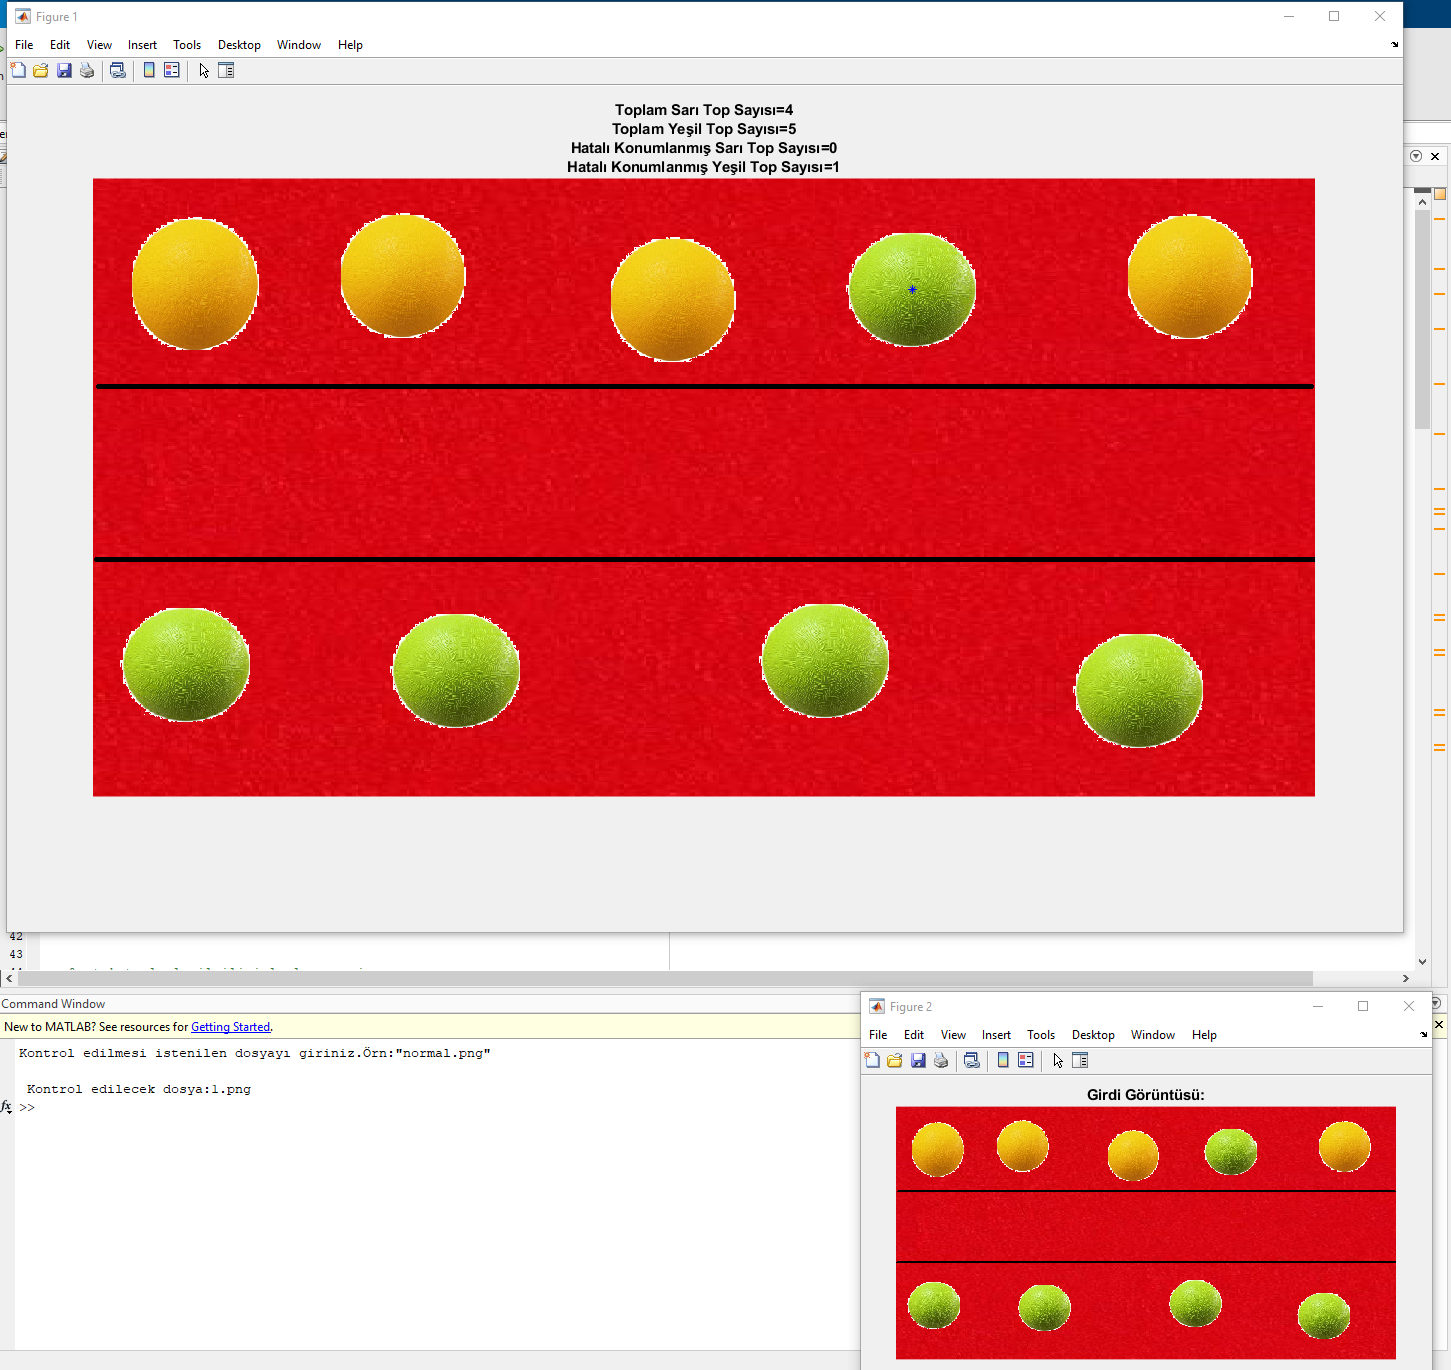 Figure 1
File Edit View Insert Tools Desktop Window Help
Toplam Sarı Top Sayısı=4
Toplam Yeşil Top Sayısı=5
Hatalı Konumlanmış Sarı Top Sayısı=0
Hatalı Konumlanmış Yeşil Top Sayısı=1
42
43
Command Window
New to MATLAB? See resources for Getting Started.
Kontrol edilmesi istenilen dosyayı giriniz.Örn:"normal.png"
Kontrol edilecek dosya:1.png
fx >>
Figure 2
File Edit View Insert Tools Desktop Window Help
Girdi Görüntüsü: